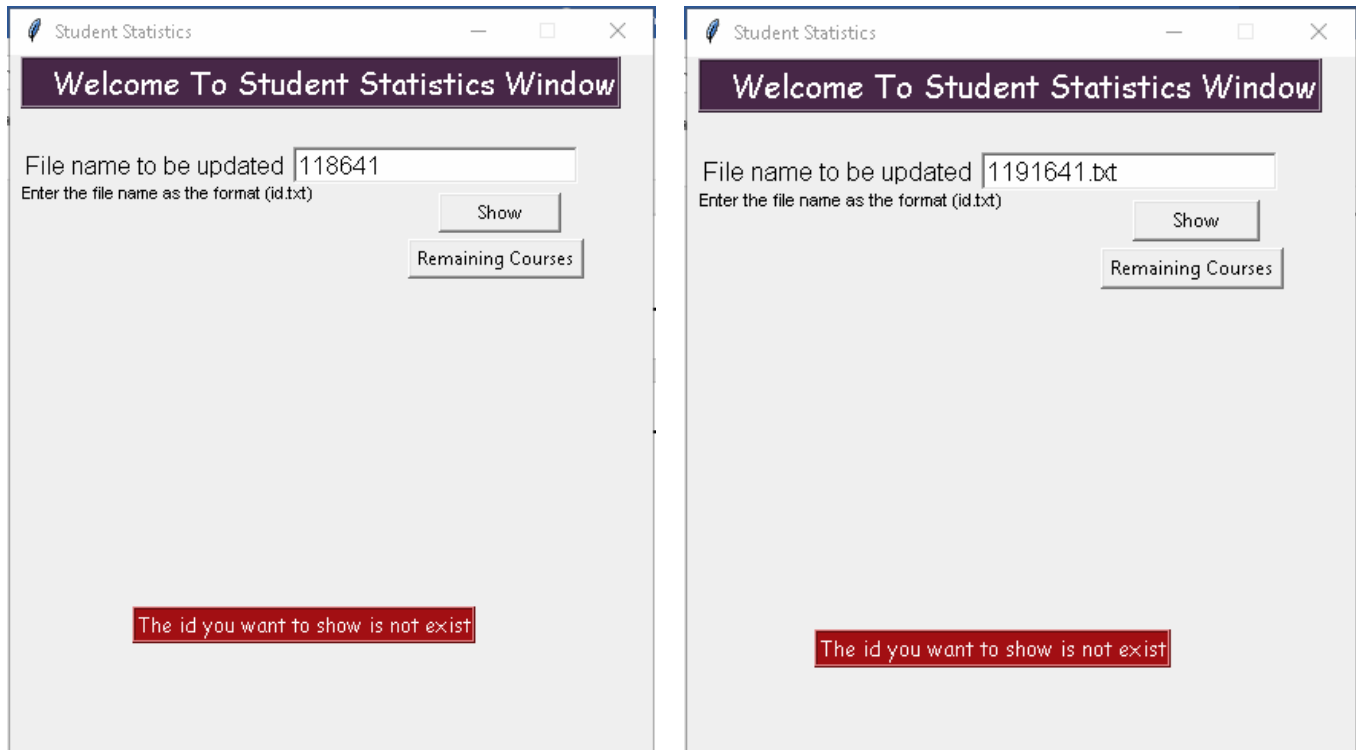 Student Statistics
Welcome To Student Statistics Window
File name to be updated 118641
Enter the file name as the format (id.txt)
Show
Remaining Courses
The id you want to show is not exist
Student Statistics
Welcome To Student Statistics Window
File name to be updated 1191641.txt
Enter the file name as the format (id.txt)
Show
Remaining Courses
The id you want to show is not exist